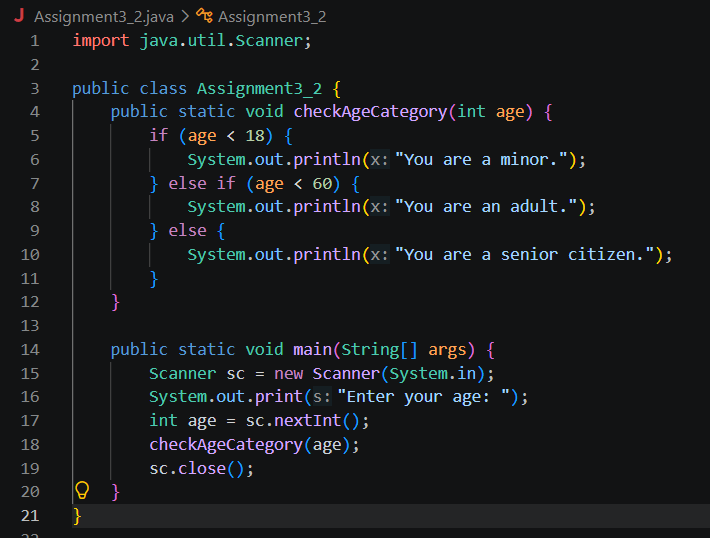 J Assignment3_2.java > Assignment3_2
1 import java.util.Scanner;
2
3 public class Assignment3_2 {
4     public static void checkAgeCategory(int age) {
5         if (age < 18) {
6             System.out.println(x: "You are a minor.");
7         } else if (age < 60) {
8             System.out.println(x: "You are an adult.");
9         } else {
10             System.out.println(x: "You are a senior citizen.");
11         }
12     }
13
14     public static void main(String[] args) {
15         Scanner sc = new Scanner(System.in);
16         System.out.print(s: "Enter your age: ");
17         int age = sc.nextInt();
18         checkAgeCategory(age);
19         sc.close();
20     }
21 }